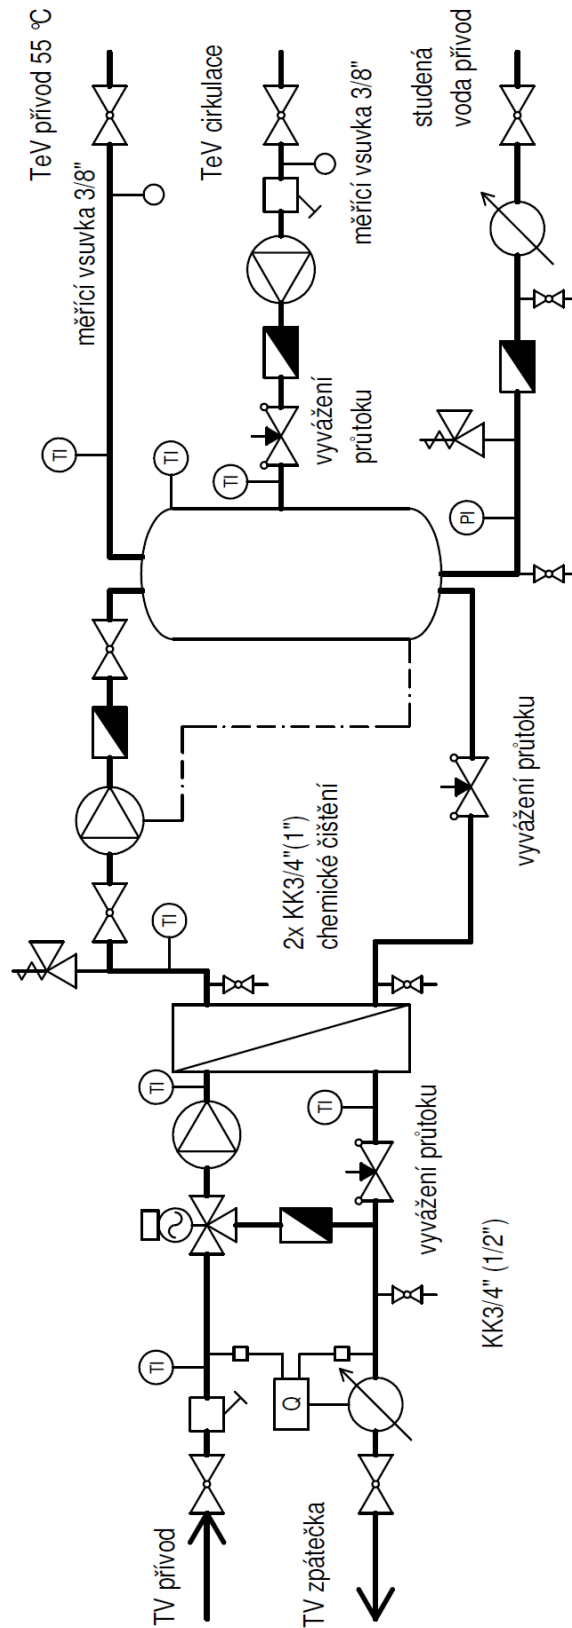 TeV přívod 55 °C
měřící vsuvka 3/8"
TeV cirkulace
měřící vsuvka 3/8"
studená
voda přívod
TI
TI
TI
vyvážení
průtoku
PI
2x KK3/4"(1")
chemické čištění
vyvážení průtoku
TI
TI
TI
vyvážení průtoku
KK3/4" (1/2")
TI
Q
TV přívod
TV zpátečka